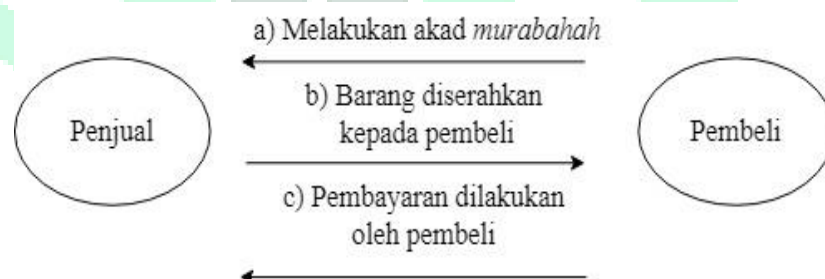 a) Melakukan akad murabahah
Penjual
b) Barang diserahkan
kepada pembeli
Pembeli
c) Pembayaran dilakukan
oleh pembeli